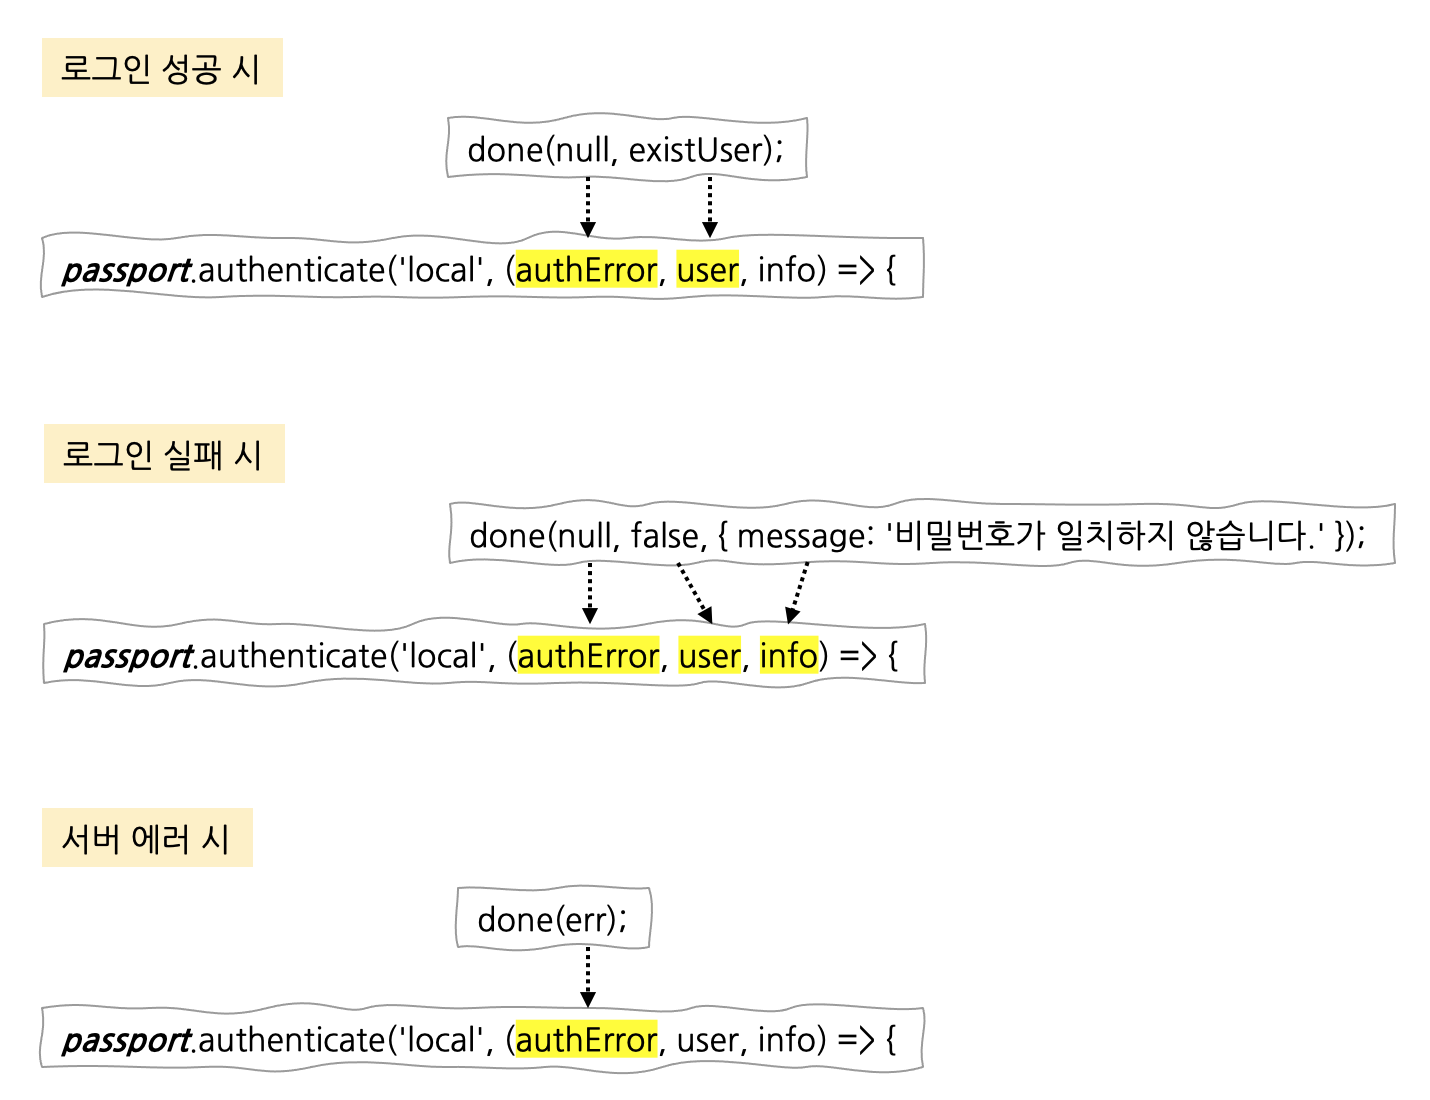 로그인 성공 시
done(null, existUser);
passport.authenticate('local', (authError, user, info) => {
로그인 실패 시
done(null, false, { message: '비밀번호가 일치하지 않습니다.' });
passport.authenticate('local', (authError, user, info) => {
서버 에러 시
done(err);
passport.authenticate('local', (authError, user, info) => {